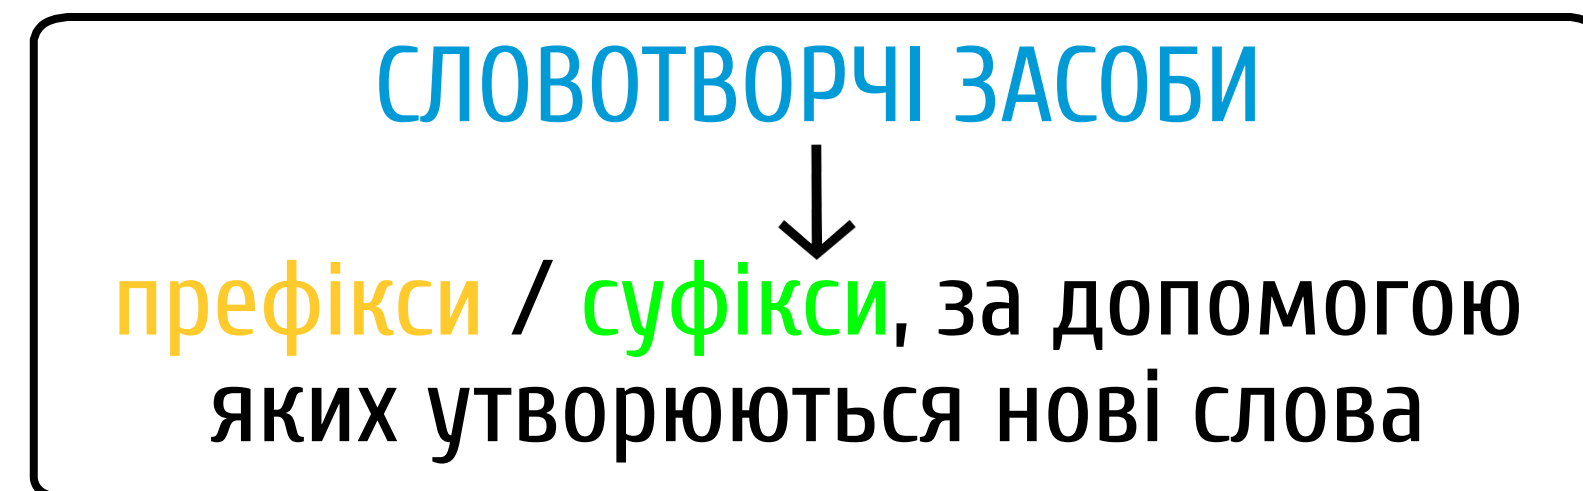 СЛОВОТВОРЧІ ЗАСОБИ
префікси / суфікси, за допомогою
яких утворюються нові слова